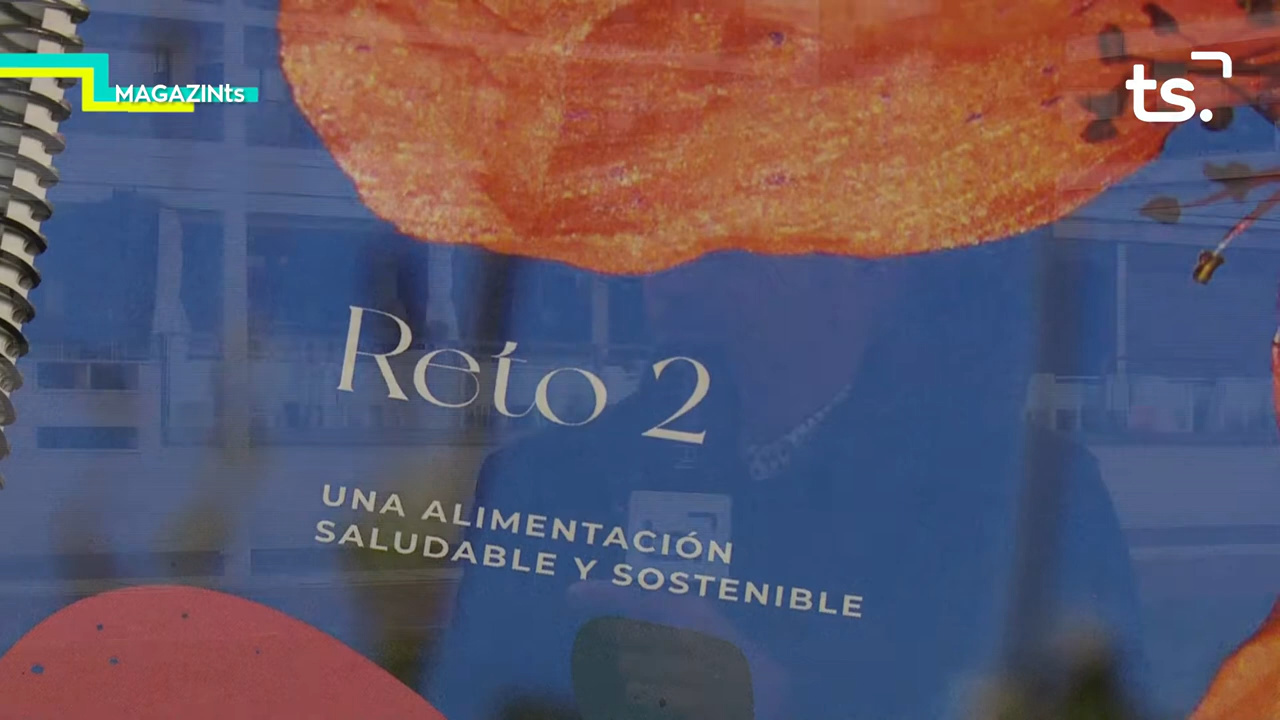 MAGAZINts
ts.
Reto 2
UNA ALIMENTACIÓN
SALUDABLE Y SOSTENIBLE